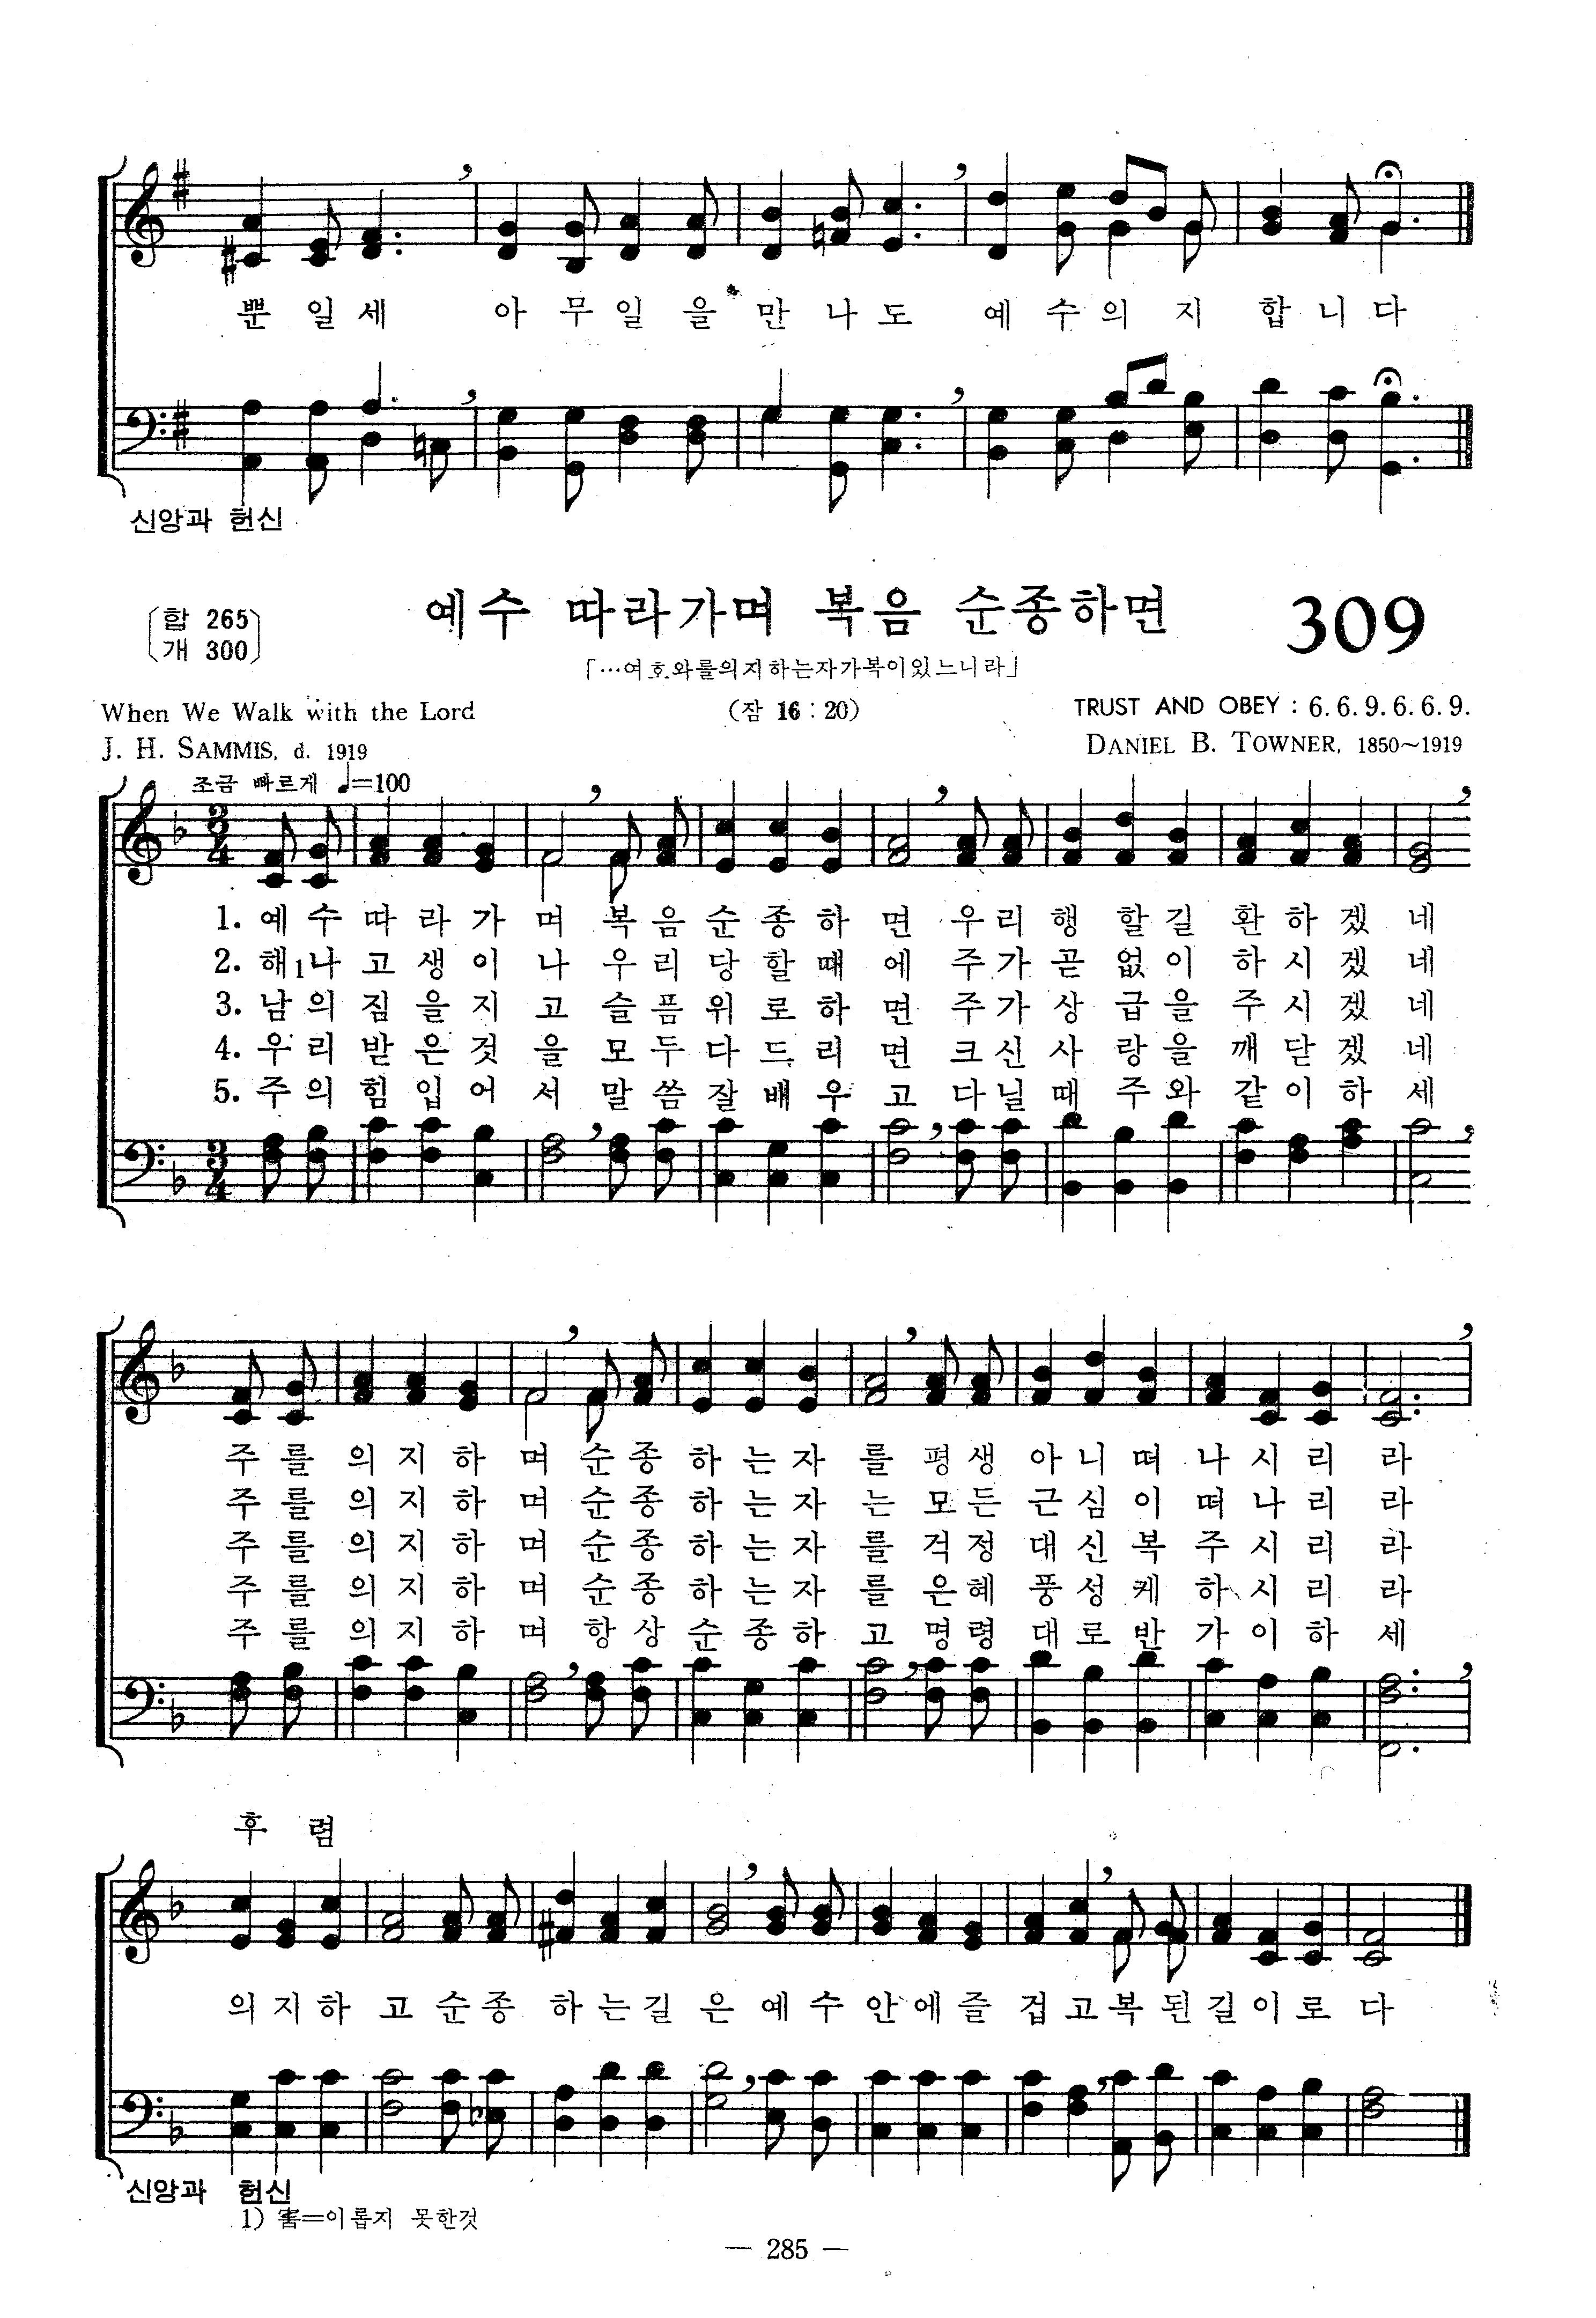 뿐 일 세 아 무 일 을 만 나 도 예 수 의 지 합 니 다
신앙과 헌신
예수 따라가며 복음 순종하면
309
〔합 265〕
〔개 300〕
「…여호와를의지하는자가복이있느니라」
(잠 16 : 20)
When We Walk with the Lord
TRUST AND OBEY : 6. 6. 9. 6. 6. 9.
J. H. SAMMIS, d. 1919
DANIEL B. TOWNER, 1850~1919
조금 빠르게 ♩=100
3/4
1. 예 수 따 라 가 며 복 음 순 종 하 면 우 리 행 할 길 환 하 겠 네
2. 해1나 고 생 이 나 우 리 당 할 때 에 주 가 곧 없 이 하 시 겠 네
3. 남 의 짐 을 지 고 슬 픔 위 로 하 면 주 가 상 급 을 주 시 겠 네
4. 우 리 받 은 것 을 모 두 다 드 리 면 크 신 사 랑 을 깨 닫 겠 네
5. 주 의 힘 입 어 서 말 씀 잘 배 우 고 다 닐 때 주 와 같 이 하 세
3/4
주 를 의 지 하 며 순 종 하 는 자 를 평 생 아 니 떠 나 시 리 라
주 를 의 지 하 며 순 종 하 는 자 는 모 든 근 심 이 떠 나 리 라
주 를 의 지 하 며 순 종 하 는 자 를 걱 정 대 신 복 주 시 리 라
주 를 의 지 하 며 순 종 하 는 자 를 은 혜 풍 성 케 하 시 리 라
주 를 의 지 하 며 항 상 순 종 하 고 명 령 대 로 반 가 이 하 세
후 렴
의 지 하 고 순 종 하 는 길 은 예 수 안 에 즐 겁 고 복 된 길 이 로 다
신앙과 헌신
1) 害=이롭지 못한것
— 285 —